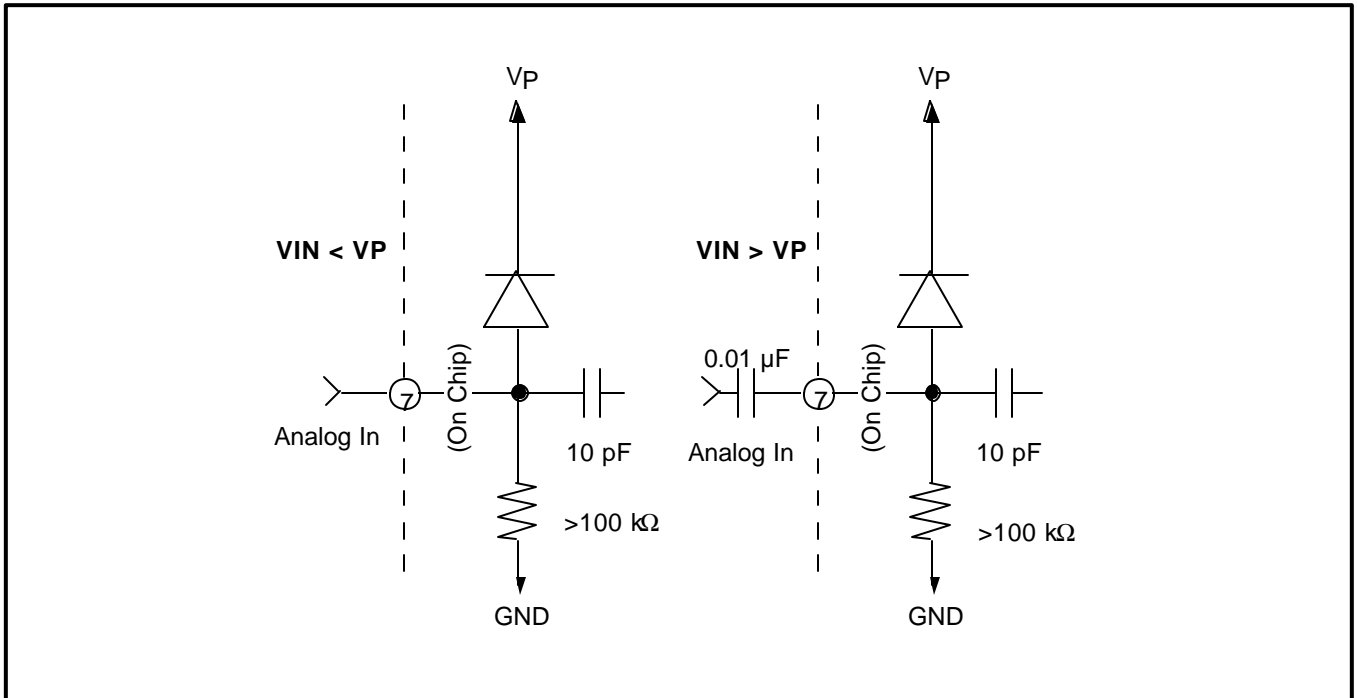 VP
VP
VIN < VP
VIN > VP
0.01 µF
(On Chip)
(On Chip)
7
7
Analog In
10 pF
Analog In
10 pF
>100 kΩ
>100 kΩ
GND
GND